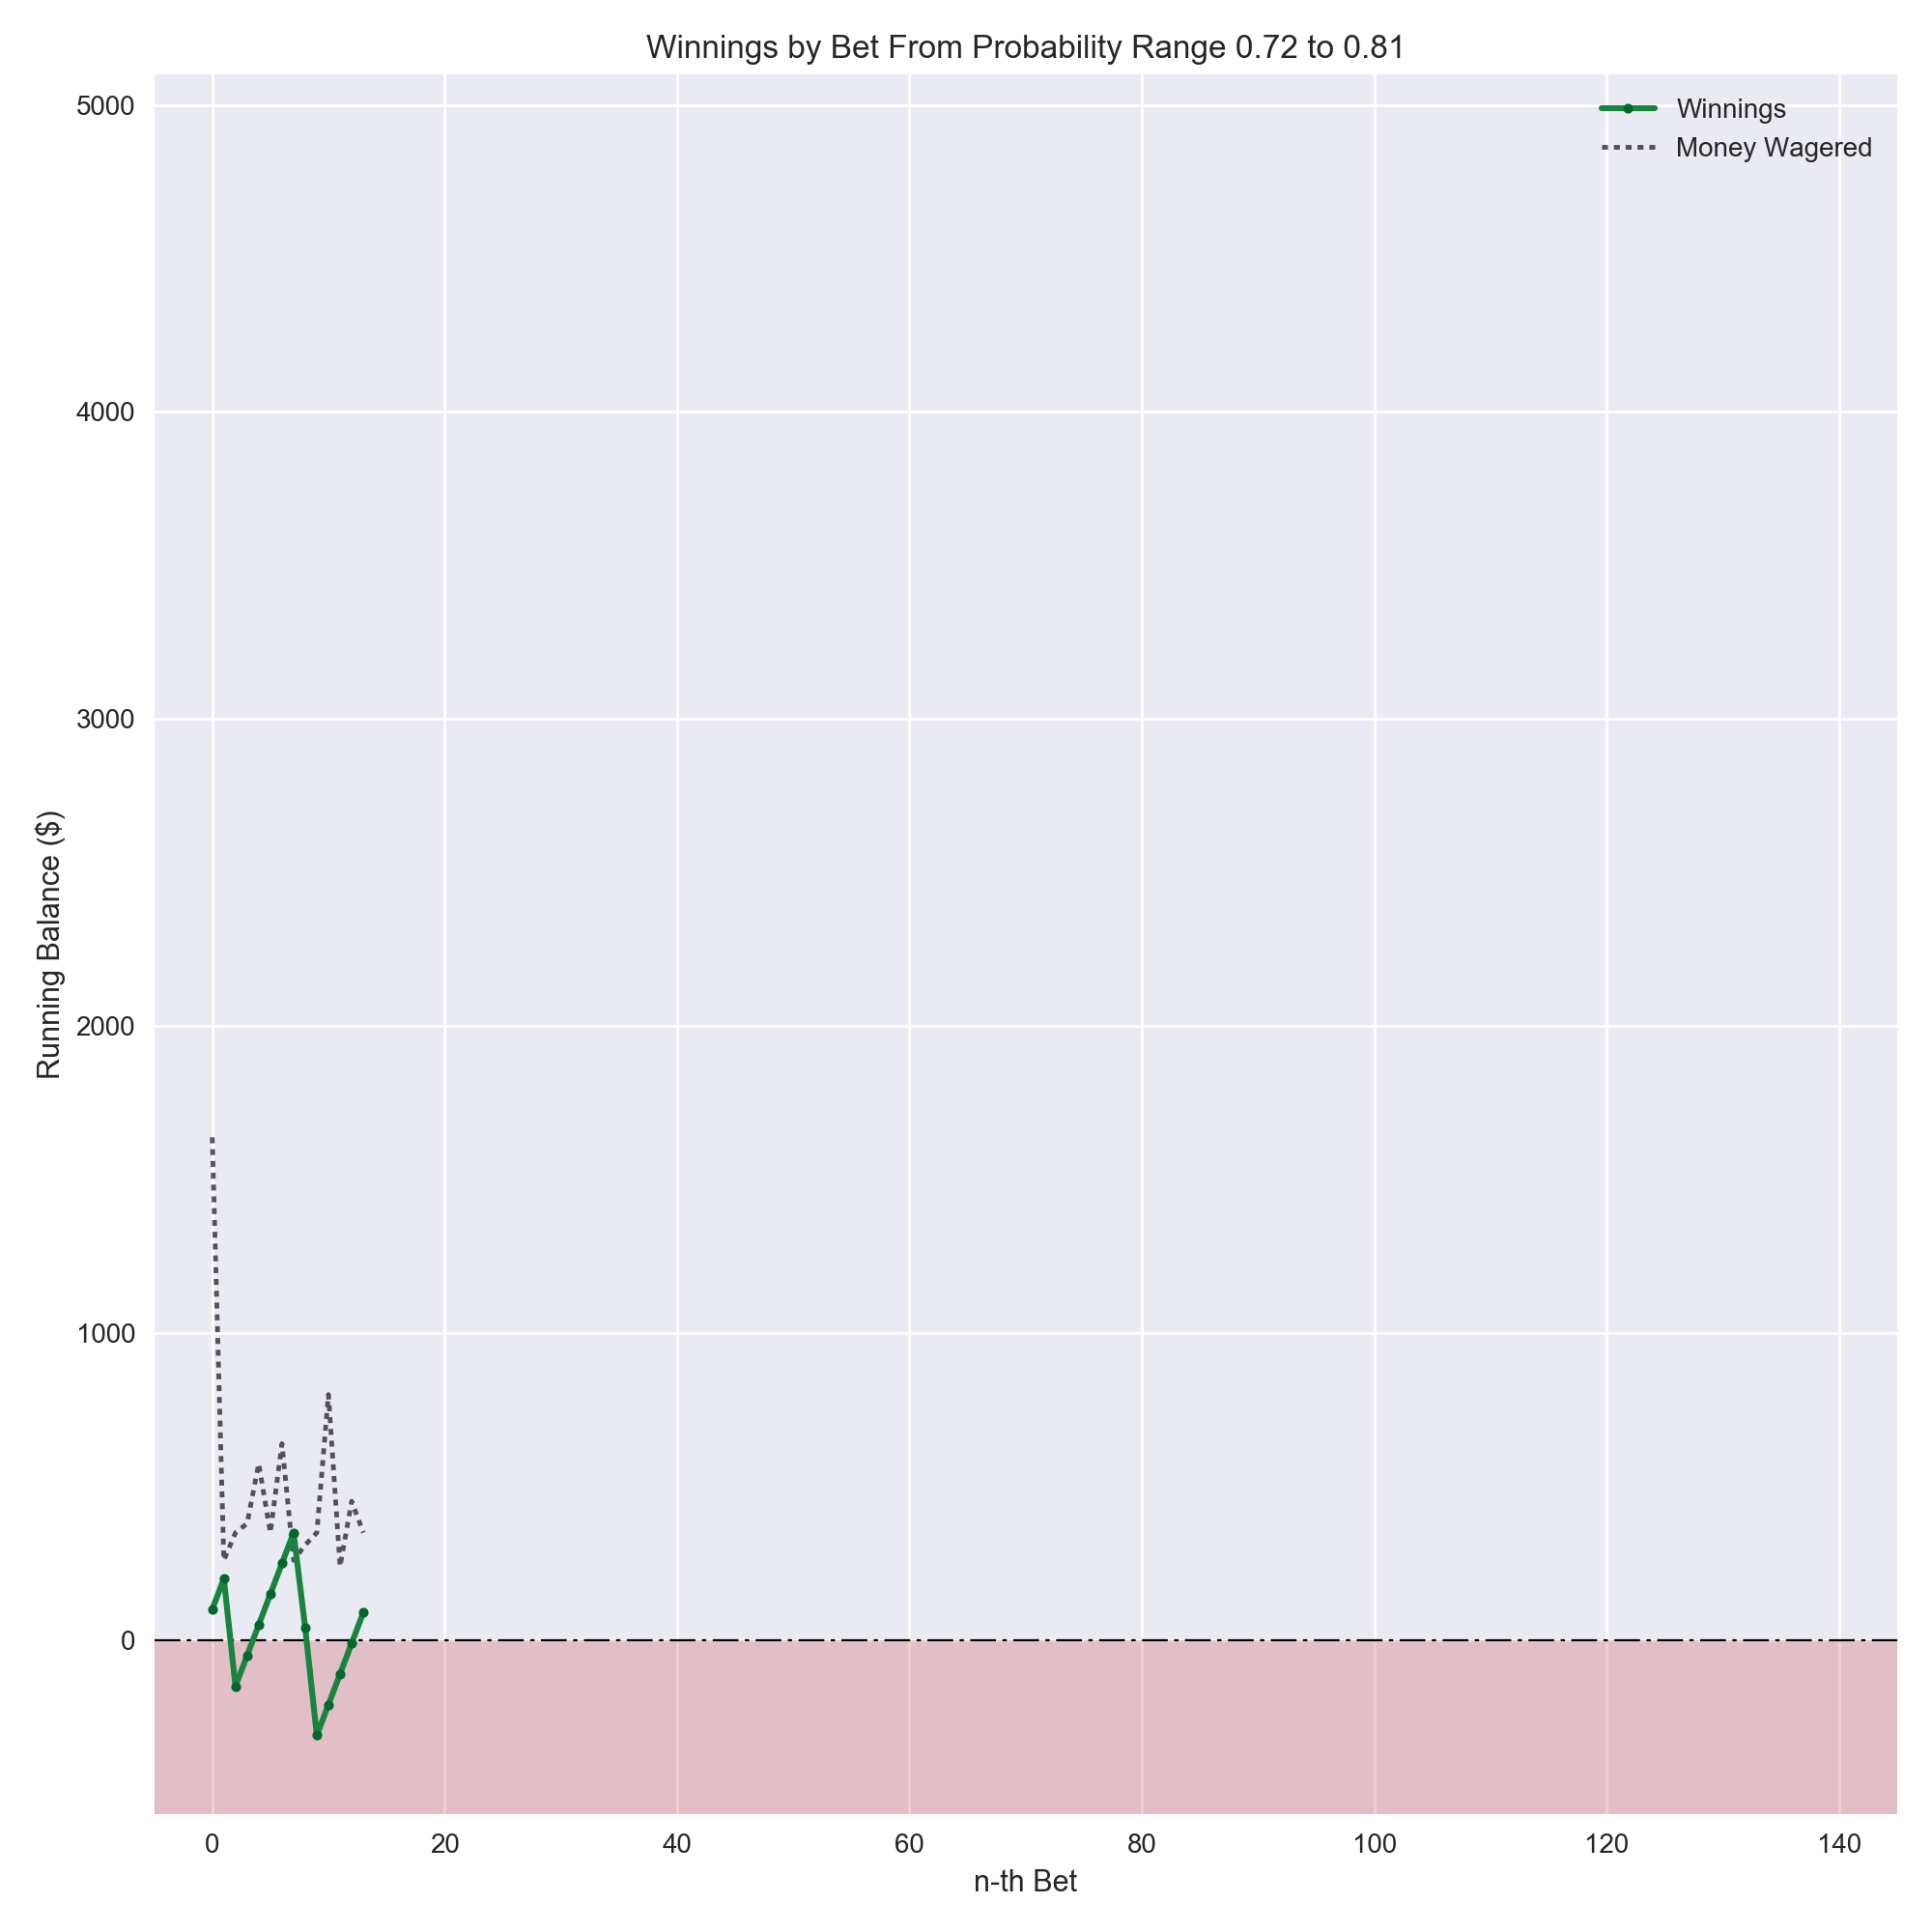 Winnings by Bet From Probability Range 0.72 to 0.81
Winnings
Money Wagered
Running Balance ($)
5000
4000
3000
2000
1000
0
0 20 40 60 80 100 120 140
n-th Bet